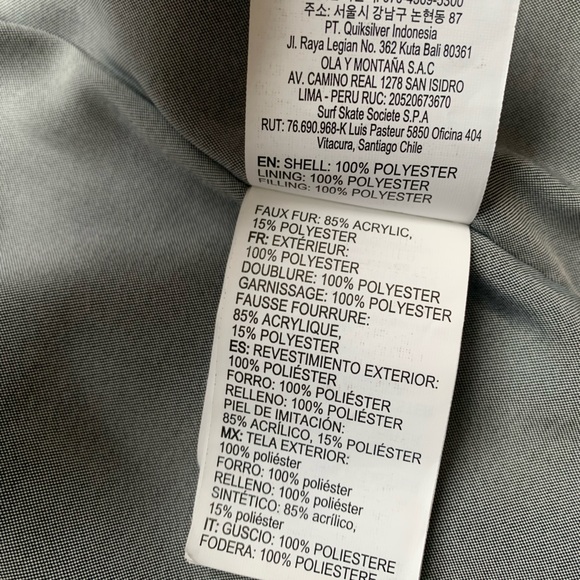 주소: 서울시 강남구 논현동 87
PT. Quiksilver Indonesia
Jl. Raya Legian No. 362 Kuta Bali 80361
OLA Y MONTAÑA S.A.C
AV. CAMINO REAL 1278 SAN ISIDRO
LIMA - PERU RUC: 20520673670
Surf Skate Societe S.P.A
RUT: 76.690.968-K Luis Pasteur 5850 Oficina 404
Vitacura, Santiago Chile
EN: SHELL: 100% POLYESTER
LINING: 100% POLYESTER
FILLING: 100% POLYESTER
FAUX FUR: 85% ACRYLIC,
15% POLYESTER
FR: EXTÉRIEUR:
100% POLYESTER
DOUBLURE: 100% POLYESTER
GARNISSAGE: 100% POLYESTER
FAUSSE FOURRURE:
85% ACRYLIQUE
15% POLYESTER
ES: REVESTIMIENTO EXTERIOR:
100% POLIÉSTER
FORRO: 100% POLIÉSTER
RELLENO: 100% POLIÉSTER
PIEL DE IMITACIÓN:
85% ACRÍLICO, 15% POLIÉSTER
MX: TELA EXTERIOR:
100% poliéster
FORRO: 100% poliéster
RELLENO: 100% poliéster
SINTÉTICO: 85% acrílico,
15% poliéster
IT: GUSCIO: 100% POLIESTERE
FODERA: 100% POLIESTERE